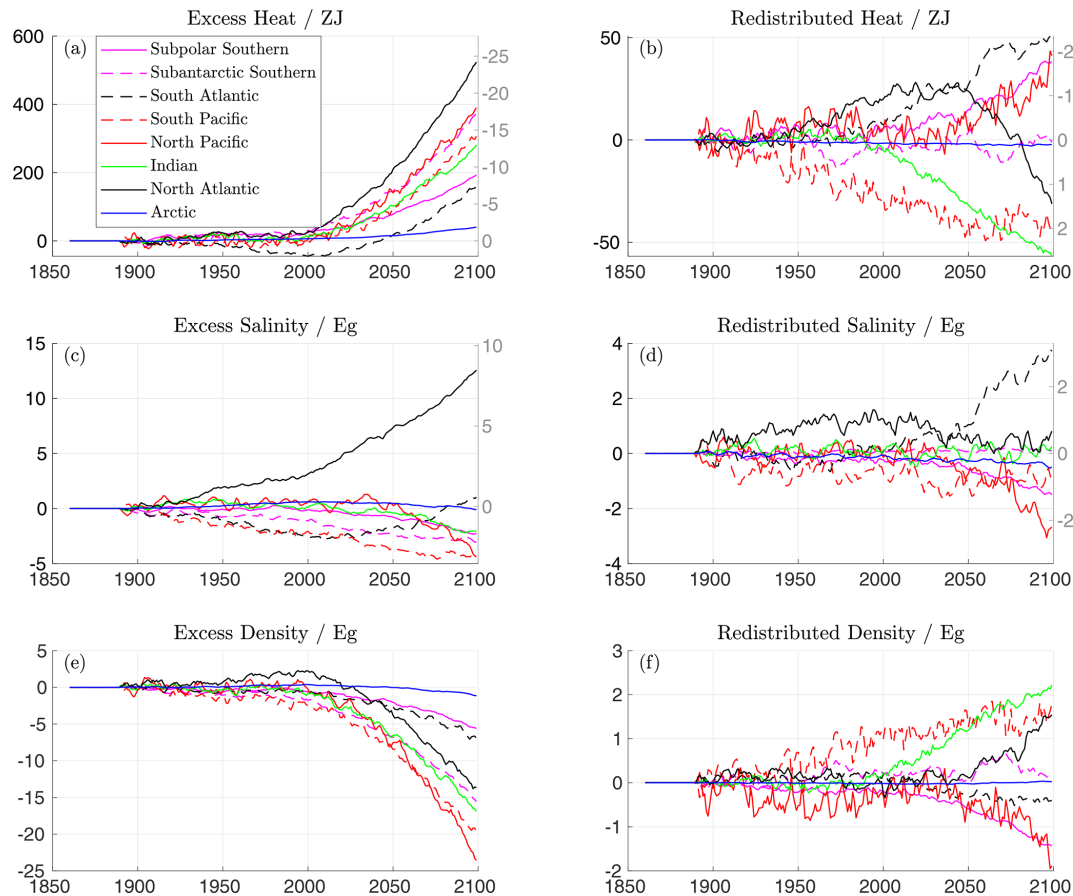 Excess Heat / ZJ
(a)
Subpolar Southern
Subantarctic Southern
South Atlantic
South Pacific
North Pacific
Indian
North Atlantic
Arctic
600
400
200
0
-25
-20
-15
-10
-5
0
1850 1900 1950 2000 2050 2100
Redistributed Heat / ZJ
(b)
50
0
-50
-2
-1
0
1
2
1850 1900 1950 2000 2050 2100
Excess Salinity / Eg
(c)
15
10
5
0
-5
10
5
0
1850 1900 1950 2000 2050 2100
Redistributed Salinity / Eg
(d)
4
2
0
-2
-4
2
0
-2
1850 1900 1950 2000 2050 2100
Excess Density / Eg
(e)
5
0
-5
-10
-15
-20
-25
1850 1900 1950 2000 2050 2100
Redistributed Density / Eg
(f)
3
2
1
0
-1
-2
1850 1900 1950 2000 2050 2100